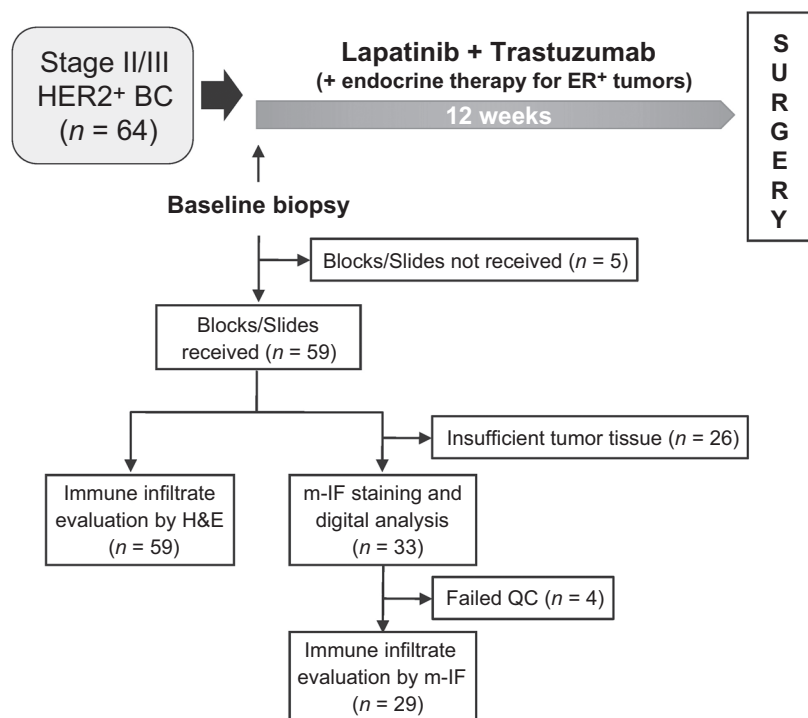 Stage II/III
HER2⁺ BC
(n = 64)
Lapatinib + Trastuzumab
(+ endocrine therapy for ER⁺ tumors)
12 weeks
S
U
R
G
E
R
Y
Baseline biopsy
Blocks/Slides not received (n = 5)
Blocks/Slides
received (n = 59)
Insufficient tumor tissue (n = 26)
Immune infiltrate
evaluation by H&E
(n = 59)
m-IF staining and
digital analysis
(n = 33)
Failed QC (n = 4)
Immune infiltrate
evaluation by m-IF
(n = 29)